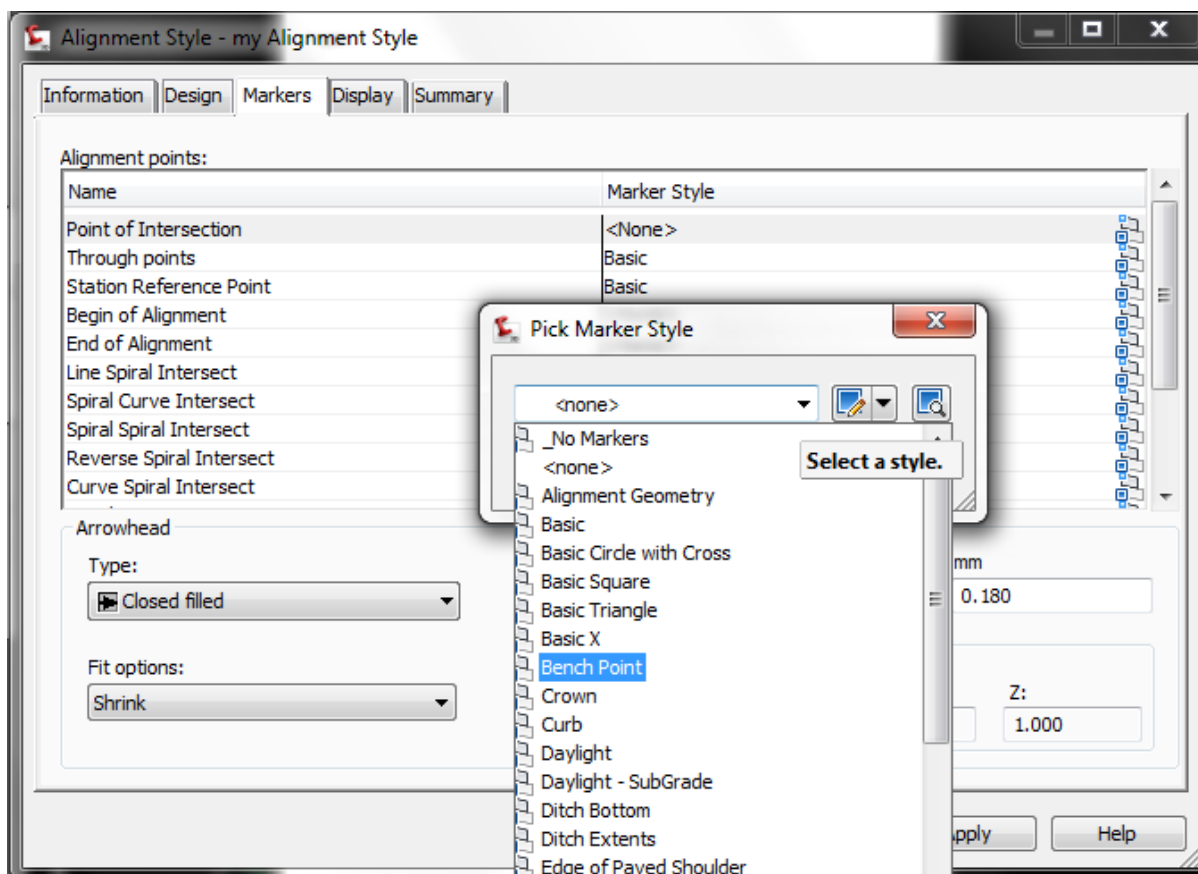 Alignment Style - my Alignment Style
Information Design Markers Display Summary
Alignment points:
Name Marker Style
Point of Intersection <None>
Through points Basic
Station Reference Point Basic
Begin of Alignment
End of Alignment
Line Spiral Intersect
Spiral Curve Intersect
Spiral Spiral Intersect
Reverse Spiral Intersect
Curve Spiral Intersect
Pick Marker Style
<none>
Select a style.
_No Markers
<none>
Alignment Geometry
Basic
Basic Circle with Cross
Basic Square
Basic Triangle
Basic X
Bench Point
Crown
Curb
Daylight
Daylight - SubGrade
Ditch Bottom
Ditch Extents
Edge of Paved Shoulder
Arrowhead
Type:
Closed filled
Fit options:
Shrink
mm
0.180
Z:
1.000
pply Help